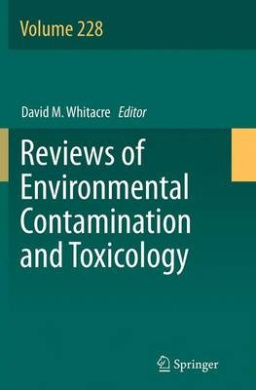 Volume 228
David M. Whitacre Editor
Reviews of
Environmental
Contamination
and Toxicology
Springer